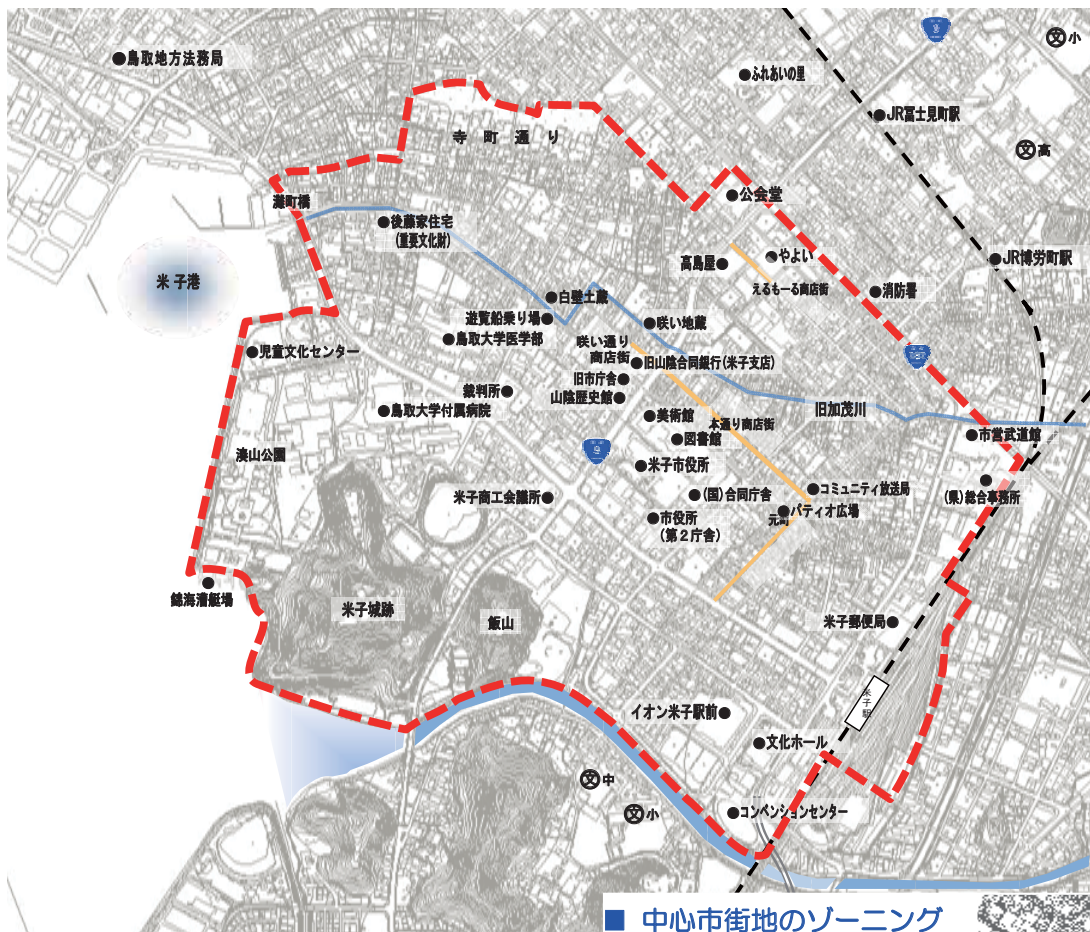 9
文 小
鳥取地方法務局
ふれあいの里
JR冨士見町駅
寺町通り
文 高
公会堂
灘町橋
後藤家住宅
(重要文化財)
高島屋
やよい
JR博労町駅
米子港
えるもーる商店街
消防署
白壁土蔵
遊覧船乗り場
咲い地蔵
鳥取大学医学部
咲い通り
商店街
児童文化センター
旧山陰合同銀行(米子支店)
9
旧市庁舎
裁判所
山陰歴史館
鳥取大学付属病院
美術館
本通り商店街
旧加茂川
図書館
市営武道館
湊山公園
9
米子市役所
(県)総合事務所
米子商工会議所
(国)合同庁舎
コミュニティ放送局
パティオ広場
元町
市役所
(第2庁舎)
錦海漕艇場
米子城跡
飯山
米子郵便局
米子駅
イオン米子駅前
文化ホール
文 中
文 小
コンベンションセンター
■ 中心市街地のゾーニング